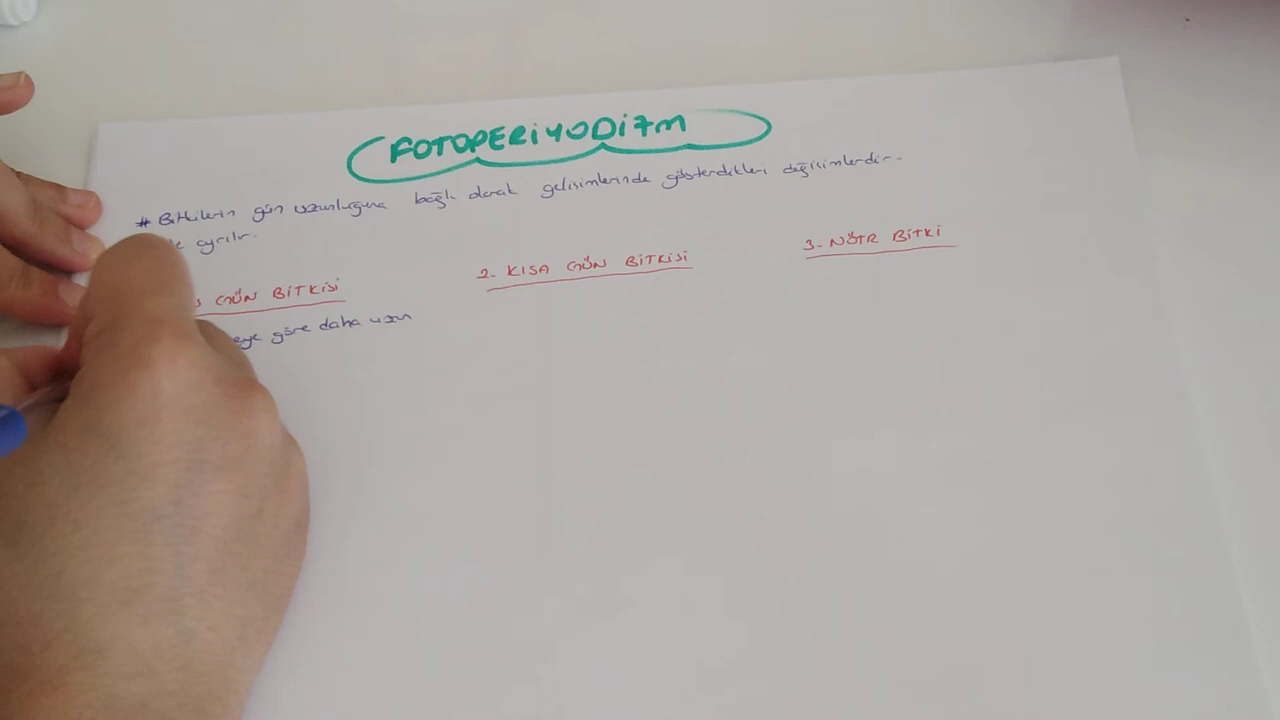 FOTOPERİYODİZM
# Bitkilerin gün uzunluğuna bağlı olarak gelişimlerinde gösterdikleri değişimlerdir.
ayrılır.
GÜN BİTKİSİ
2- KISA GÜN BİTKİSİ
3- NÖTR BİTKİ
göre daha uzun